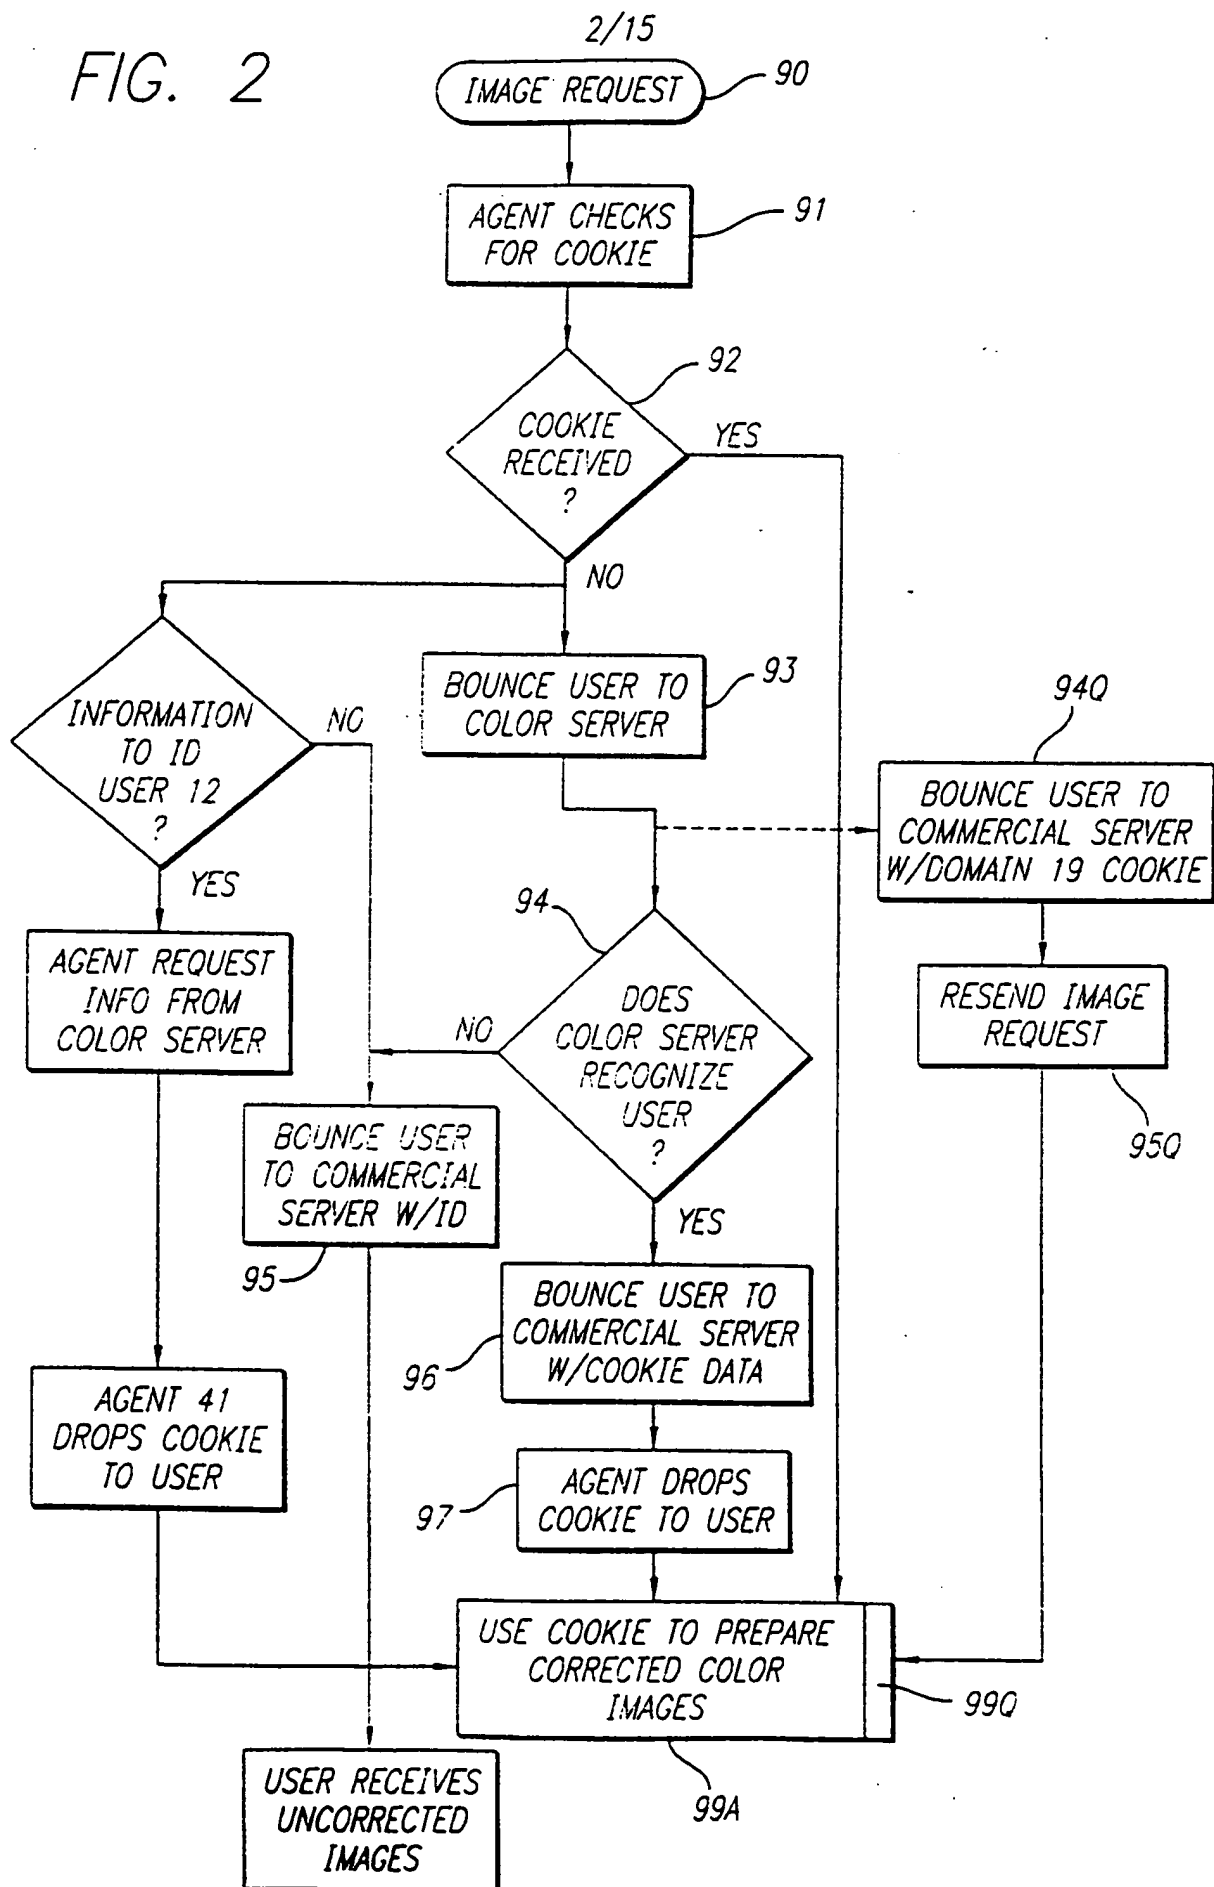 2/15
FIG. 2
IMAGE REQUEST
90
AGENT CHECKS
FOR COOKIE
91
92
COOKIE
RECEIVED
?
YES
NO
INFORMATION
TO ID
USER 12
?
NO
YES
BOUNCE USER TO
COLOR SERVER
93
94Q
BOUNCE USER TO
COMMERCIAL SERVER
W/DOMAIN 19 COOKIE
AGENT REQUEST
INFO FROM
COLOR SERVER
94
DOES
COLOR SERVER
RECOGNIZE
USER
?
NO
YES
RESEND IMAGE
REQUEST
95Q
BOUNCE USER
TO COMMERCIAL
SERVER W/ID
95
BOUNCE USER TO
COMMERCIAL SERVER
W/COOKIE DATA
96
AGENT 41
DROPS COOKIE
TO USER
AGENT DROPS
COOKIE TO USER
97
USE COOKIE TO PREPARE
CORRECTED COLOR
IMAGES
99Q
99A
USER RECEIVES
UNCORRECTED
IMAGES